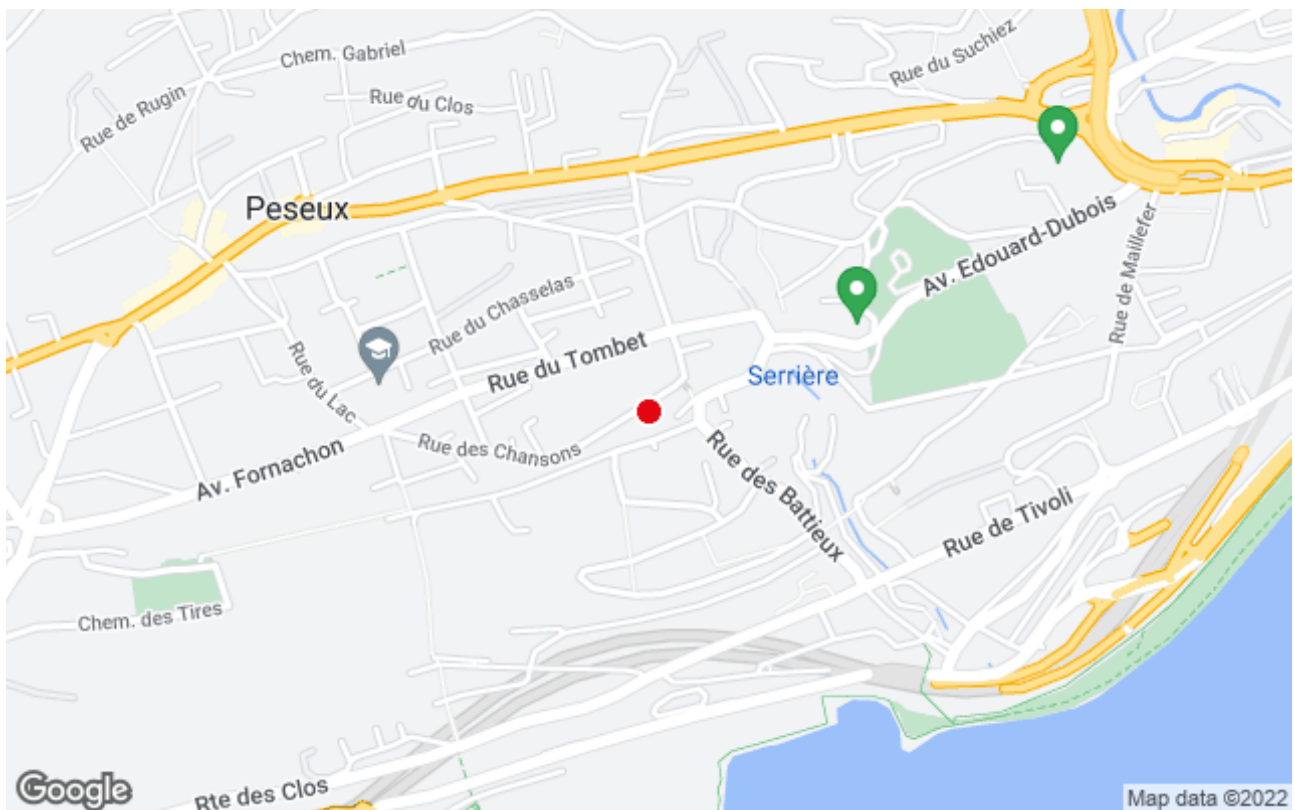 Rue du Suchiez
Chem. Gabriel
Rue du Clos
Rue de Rugin
Peseux
Av. Edouard-Dubois
Rue de Maillefer
Rue du Chasselas
Rue du Tombet
Serrière
Rue du Lac
Rue des Chansons
Av. Fornachon
Rue des Battieux
Rue de Tivoli
Chem. des Tires
Rte des Clos
Google
Map data ©2022